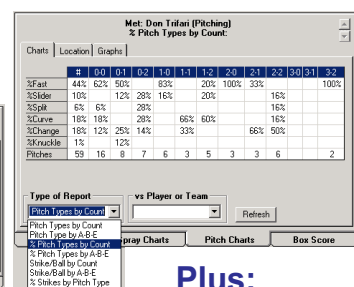 Met: Don Trifari (Pitching)
% Pitch Types by Count:
Charts Location Graphs
# 0-0 0-1 0-2 1-0 1-1 1-2 2-0 2-1 2-2 3-0 3-1 3-2
%Fast 44% 62% 50% 83% 20% 100% 33% 100%
%Slider 10% 12% 28% 16% 20% 16%
%Split 6% 6% 28% 16%
%Curve 18% 18% 28% 66% 60% 16%
%Change 18% 12% 25% 14% 33% 66% 50%
%Knuckle 1% 12%
Pitches 59 16 8 7 6 3 5 3 3 6 2
Type of Report vs Player or Team
Pitch Types by Count Refresh
Pitch Types by Count
Pitch Type by A-B-E
% Pitch Types by Count
% Pitch Types by A-B-E
Strike/Ball by Count
Strike/Ball by A-B-E
% Strikes by Pitch Type
pray Charts Pitch Charts Box Score
Plus: